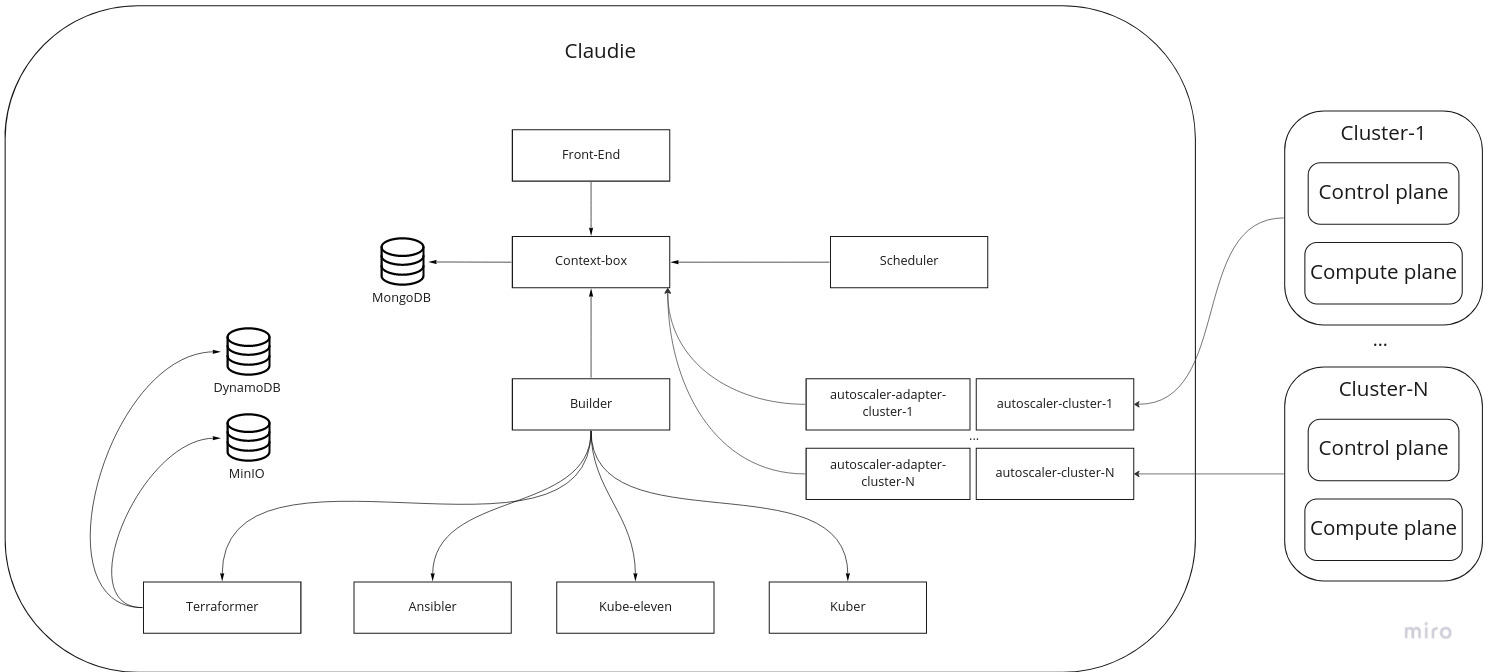 Claudie
Front-End
Context-box
Scheduler
MongoDB
DynamoDB
MinIO
Builder
autoscaler-adapter-
cluster-1
autoscaler-cluster-1
...
autoscaler-adapter-
cluster-N
autoscaler-cluster-N
Terraformer
Ansibler
Kube-eleven
Kuber
Cluster-1
Control plane
Compute plane
...
Cluster-N
Control plane
Compute plane
miro